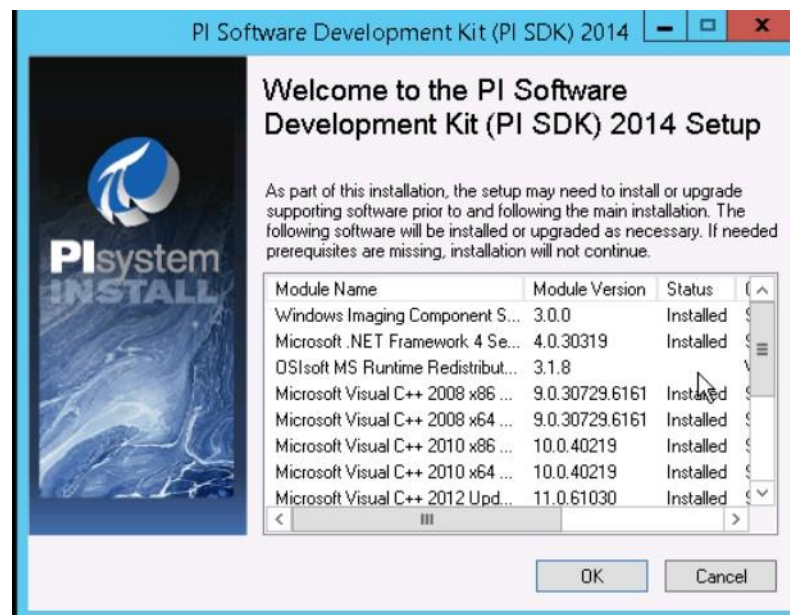 PI Software Development Kit (PI SDK) 2014
Welcome to the PI Software
Development Kit (PI SDK) 2014 Setup
As part of this installation, the setup may need to install or upgrade
supporting software prior to and following the main installation. The
following software will be installed or upgraded as necessary. If needed
prerequisites are missing, installation will not continue.
PIsystem
INSTALL
Module Name Module Version Status
Windows Imaging Component S... 3.0.0 Installed
Microsoft .NET Framework 4 Se... 4.0.30319 Installed
OSIsoft MS Runtime Redistribut... 3.1.8
Microsoft Visual C++ 2008 x86 ... 9.0.30729.6161 Installed
Microsoft Visual C++ 2008 x64 ... 9.0.30729.6161 Installed
Microsoft Visual C++ 2010 x86 ... 10.0.40219 Installed
Microsoft Visual C++ 2010 x64 ... 10.0.40219 Installed
Microsoft Visual C++ 2012 Upd... 11.0.61030 Installed
OK Cancel